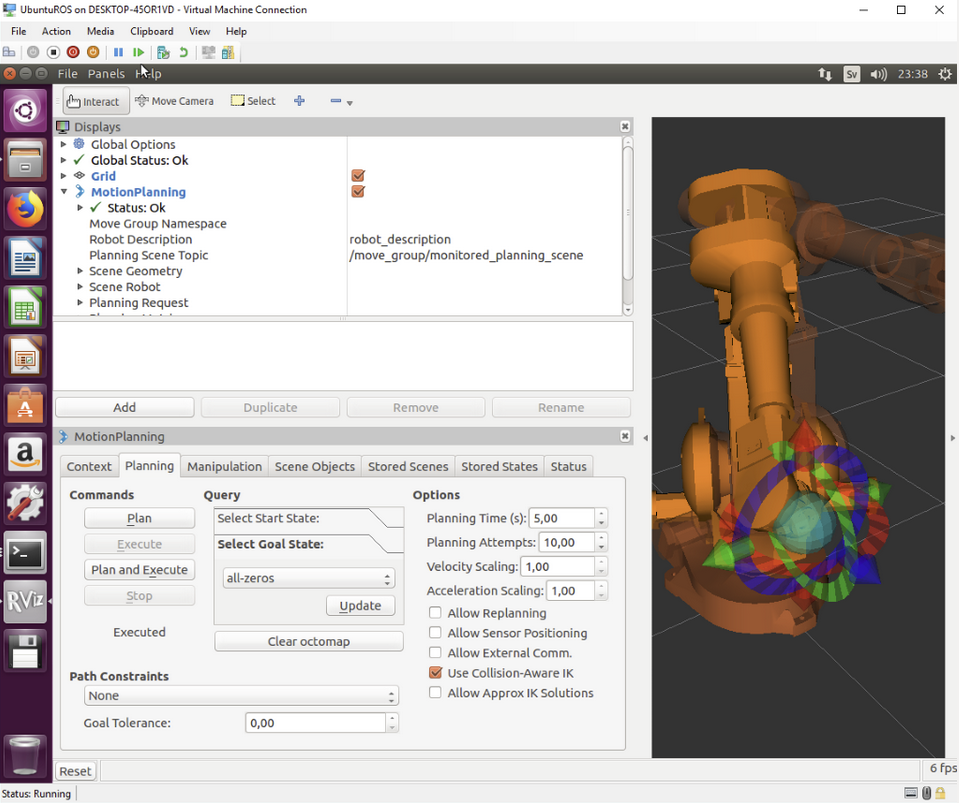 UbuntuROS on DESKTOP-45OR1VD - Virtual Machine Connection
File Action Media Clipboard View Help
File Panels Help
Sv 23:38
Interact Move Camera Select
Displays
Global Options
Global Status: Ok
Grid
MotionPlanning
Status: Ok
Move Group Namespace
Robot Description robot_description
Planning Scene Topic /move_group/monitored_planning_scene
Scene Geometry
Scene Robot
Planning Request
Add Duplicate Remove Rename
MotionPlanning
Context Planning Manipulation Scene Objects Stored Scenes Stored States Status
Commands Query Options
Plan Select Start State: Planning Time (s): 5,00
Execute Select Goal State: Planning Attempts: 10,00
Plan and Execute all-zeros Velocity Scaling: 1,00
Stop Update Acceleration Scaling: 1,00
Allow Replanning
Executed Clear octomap Allow Sensor Positioning
Allow External Comm.
Path Constraints Use Collision-Aware IK
None Allow Approx IK Solutions
Goal Tolerance: 0,00
RViz
Reset 6 fps
Status: Running